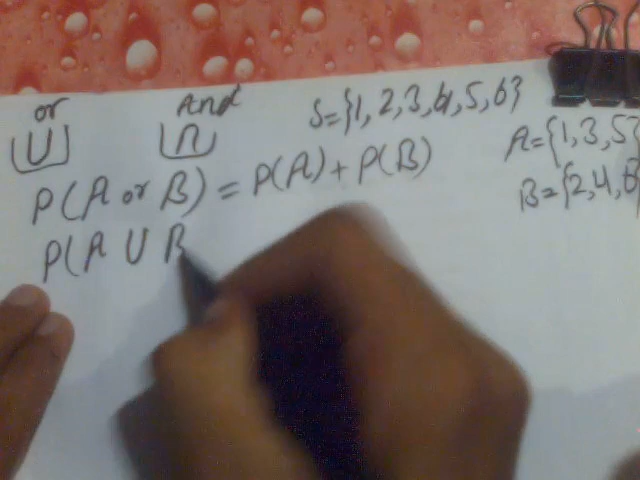 or And S={1, 2, 3, 4, 5, 6}
U ∩ A={1, 3, 5}
P(A or B) = P(A) + P(B) B={2, 4, 6
P(A U B